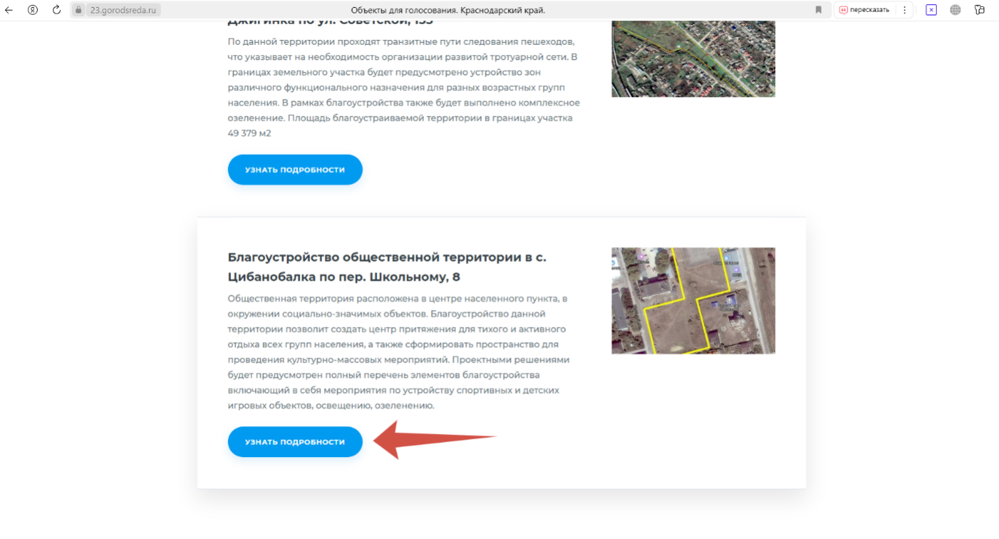 23.gorodsreda.ru
Объекты для голосования. Краснодарский край.
пересказать
Джигинка по ул. Советской, 155
По данной территории проходят транзитные пути следования пешеходов,
что указывает на необходимость организации развитой тротуарной сети. В
границах земельного участка будет предусмотрено устройство зон
различного функционального назначения для разных возрастных групп
населения. В рамках благоустройства также будет выполнено комплексное
озеленение. Площадь благоустраиваемой территории в границах участка
49 379 м2
УЗНАТЬ ПОДРОБНОСТИ
Благоустройство общественной территории в с.
Цибанобалка по пер. Школьному, 8
Общественная территория расположена в центре населенного пункта, в
окружении социально-значимых объектов. Благоустройство данной
территории позволит создать центр притяжения для тихого и активного
отдыха всех групп населения, а также сформировать пространство для
проведения культурно-массовых мероприятий. Проектными решениями
будет предусмотрен полный перечень элементов благоустройства
включающий в себя мероприятия по устройству спортивных и детских
игровых объектов, освещению, озеленению.
УЗНАТЬ ПОДРОБНОСТИ